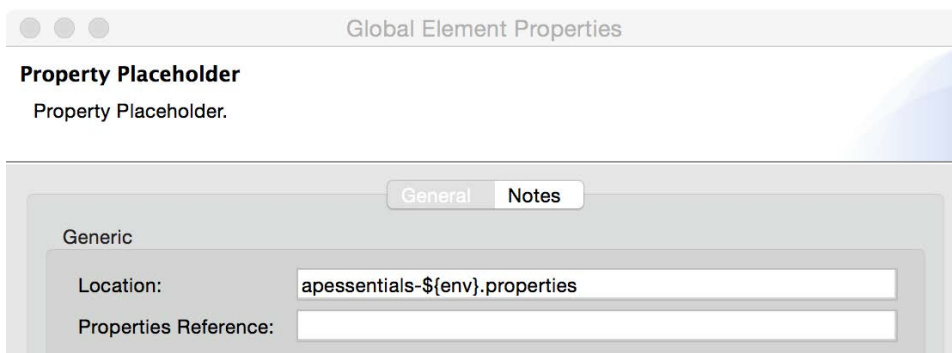 Global Element Properties
Property Placeholder
Property Placeholder.
General Notes
Generic
Location: apessentials-${env}.properties
Properties Reference: